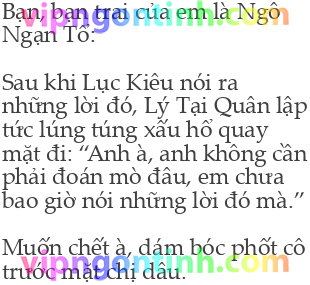 Bạn, bạn trai của em là Ngô
Ngạn Tổ:
Sau khi Lục Kiêu nói ra
những lời đó, Lý Tại Quân lập
tức lúng túng xấu hổ quay
mặt đi: “Anh à, anh không cần
phải đoán mò đâu, em chưa
bao giờ nói những lời đó mà.”
Muốn chết à, dám bóc phốt cô
trước mặt chị dâu.
vipngontinh.com
vipngontinh.com